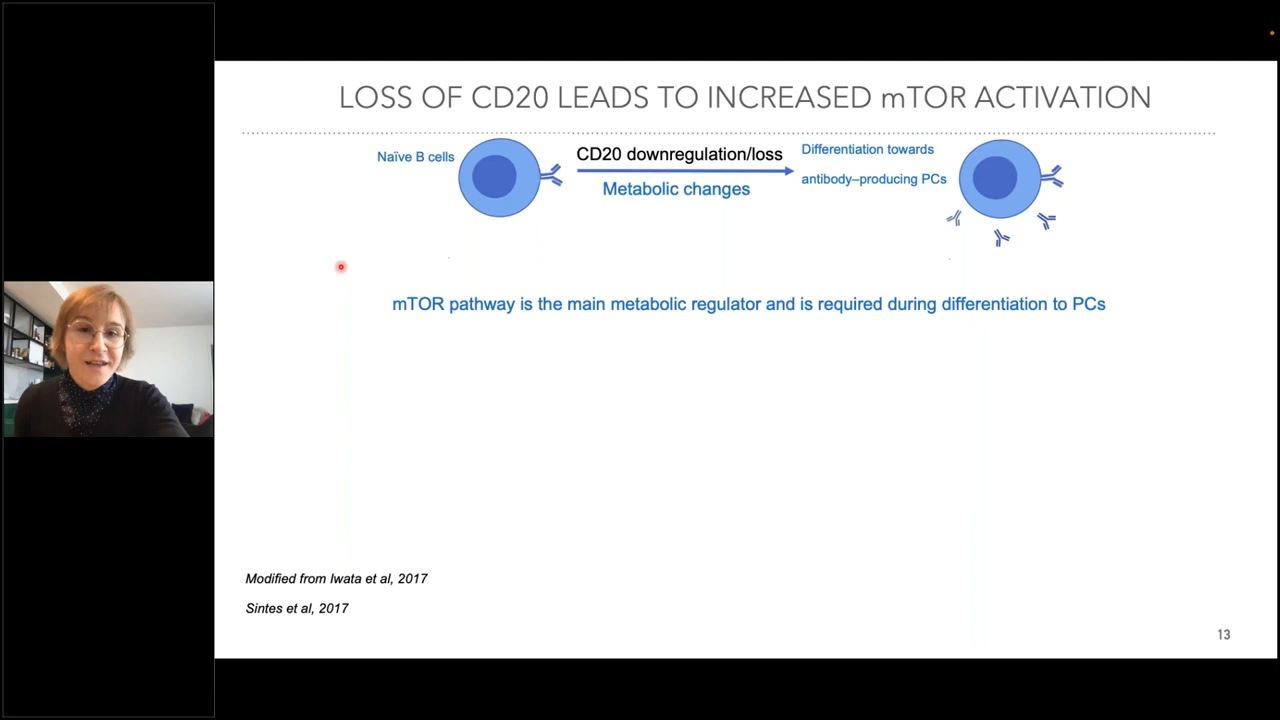 LOSS OF CD20 LEADS TO INCREASED mTOR ACTIVATION
Naïve B cells
CD20 downregulation/loss
Metabolic changes
Differentiation towards
antibody–producing PCs
mTOR pathway is the main metabolic regulator and is required during differentiation to PCs
Modified from Iwata et al, 2017
Sintes et al, 2017
13